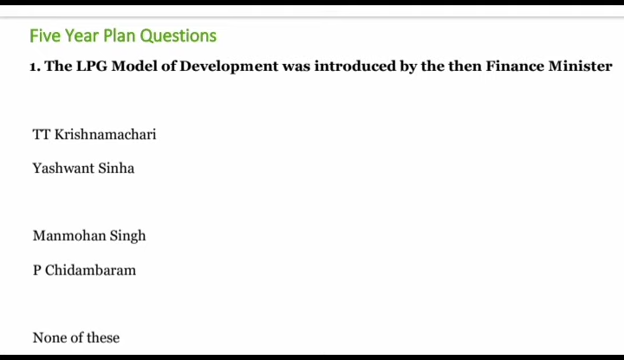 Five Year Plan Questions
1. The LPG Model of Development was introduced by the then Finance Minister
TT Krishnamachari
Yashwant Sinha
Manmohan Singh
P Chidambaram
None of these